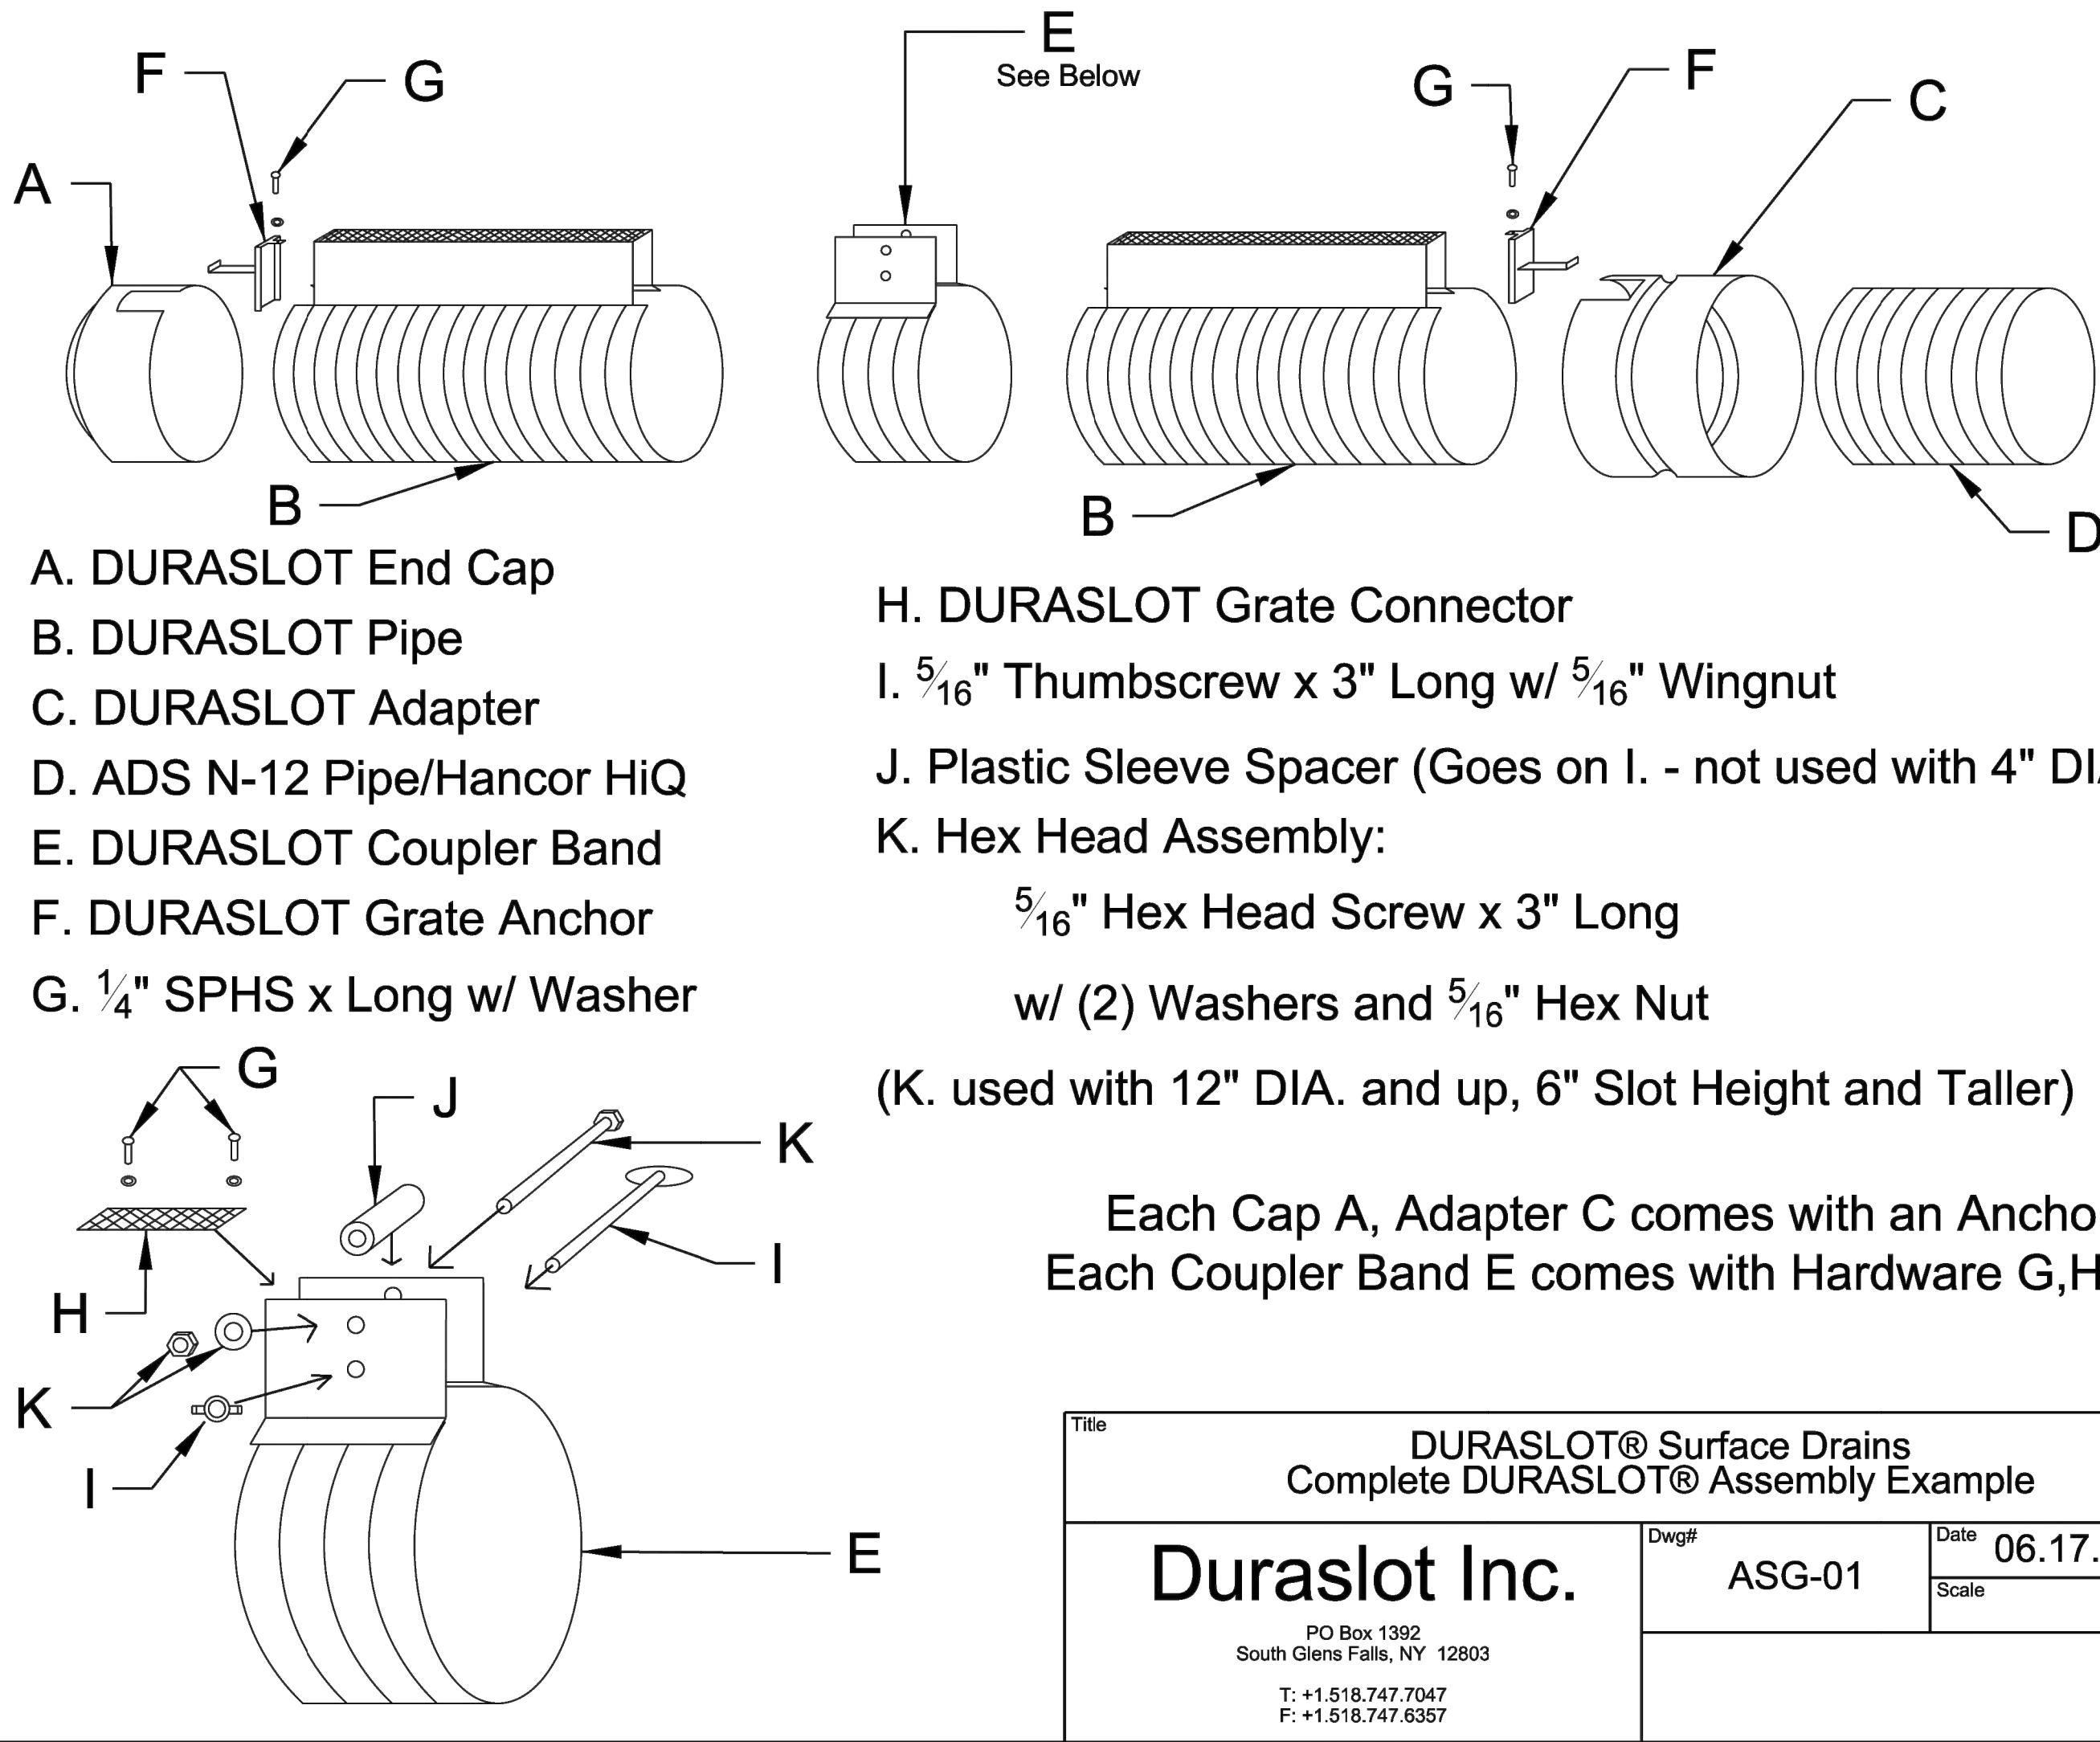 F
G
E
See Below
G
F
C
A
B
B
D
A. DURASLOT End Cap
B. DURASLOT Pipe
C. DURASLOT Adapter
D. ADS N-12 Pipe/Hancor HiQ
E. DURASLOT Coupler Band
F. DURASLOT Grate Anchor
G. 1/4" SPHS x Long w/ Washer
H. DURASLOT Grate Connector
I. 5/16" Thumbscrew x 3" Long w/ 5/16" Wingnut
J. Plastic Sleeve Spacer (Goes on I. - not used with 4" DI
K. Hex Head Assembly:
5/16" Hex Head Screw x 3" Long
w/ (2) Washers and 5/16" Hex Nut
(K. used with 12" DIA. and up, 6" Slot Height and Taller)
G
J
K
I
H
K
I
E
Each Cap A, Adapter C comes with an Ancho
Each Coupler Band E comes with Hardware G,H
Title
DURASLOT® Surface Drains
Complete DURASLOT® Assembly Example
Duraslot Inc.
PO Box 1392
South Glens Falls, NY 12803
T: +1.518.747.7047
F: +1.518.747.6357
Dwg#
ASG-01
Date 06.17.
Scale